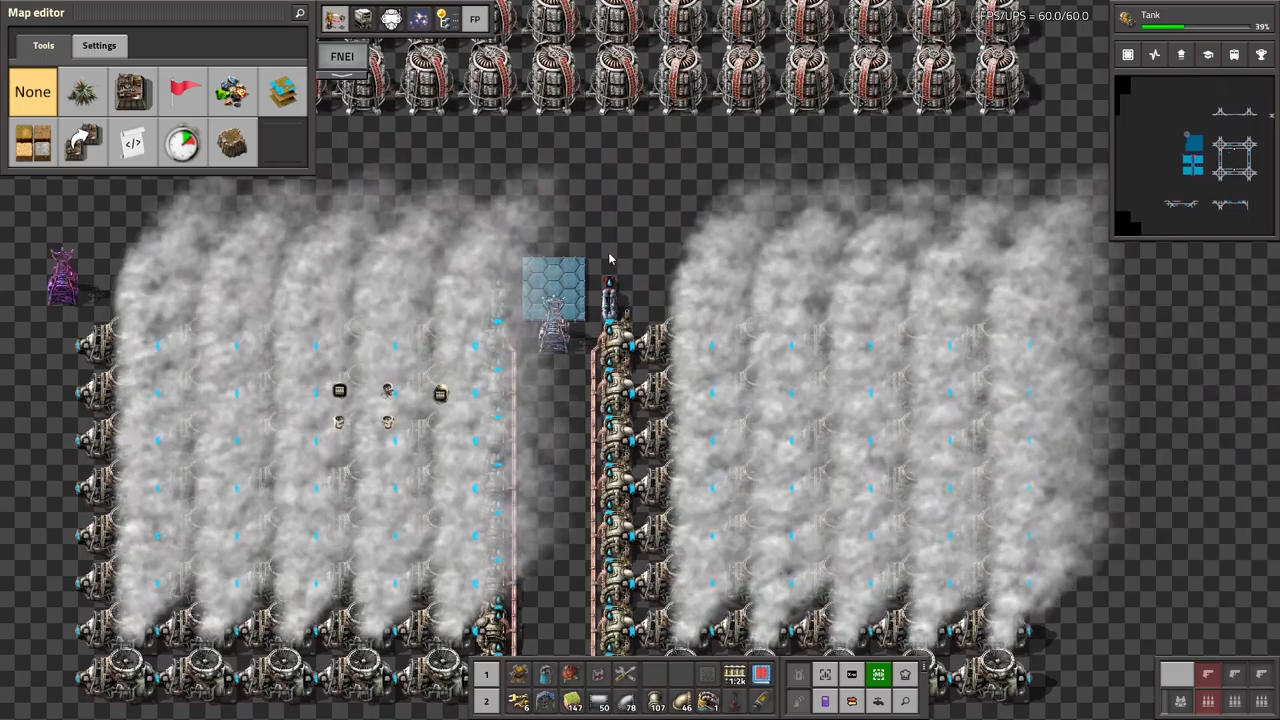 Map editor
FPS/UPS = 60.0/60.0
Tank
39%
Tools
Settings
FP
FNEI
None
</>
1
1.2k
2
147
50
78
107
46
1